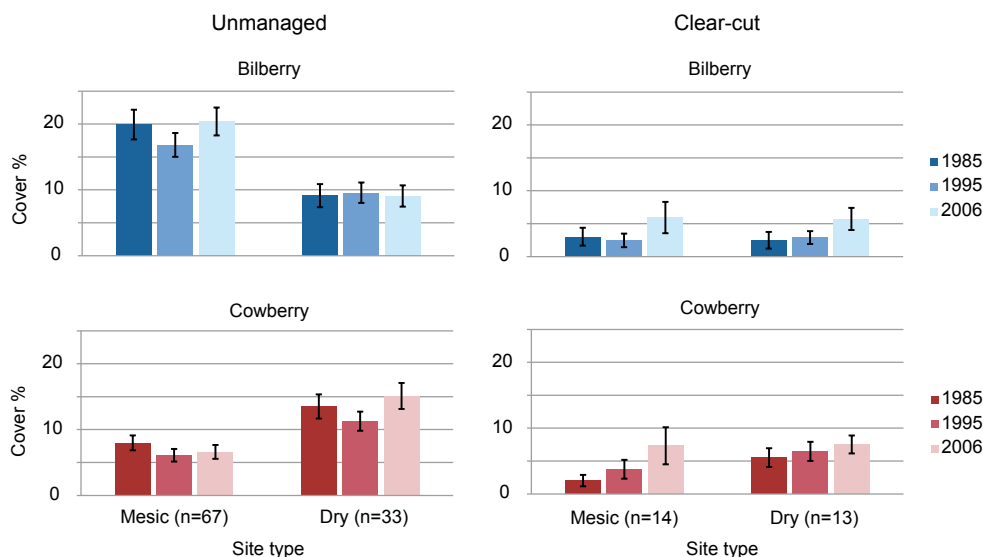 Unmanaged
Clear-cut
Bilberry
Bilberry
Cover %
20
10
0
20
10
0
1985
1995
2006
Cowberry
Cowberry
Cover %
20
10
0
20
10
0
1985
1995
2006
Mesic (n=67)
Dry (n=33)
Mesic (n=14)
Dry (n=13)
Site type
Site type